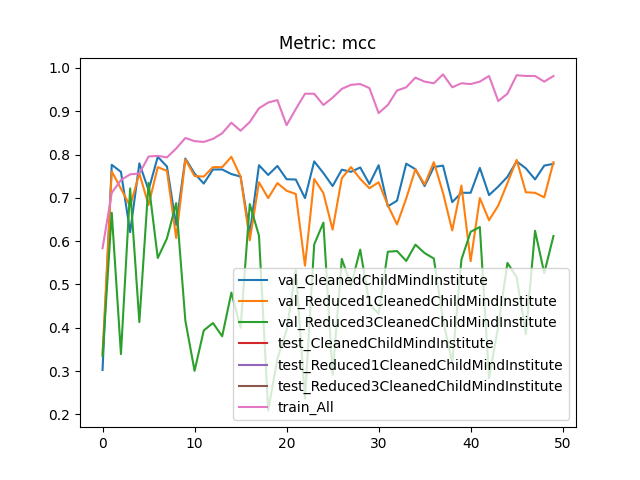 Metric: mcc
1.0
0.9
0.8
0.7
0.6
0.5
0.4
0.3
0.2
val_CleanedChildMindInstitute
val_Reduced1CleanedChildMindInstitute
val_Reduced3CleanedChildMindInstitute
test_CleanedChildMindInstitute
test_Reduced1CleanedChildMindInstitute
test_Reduced3CleanedChildMindInstitute
train_All
0 10 20 30 40 50